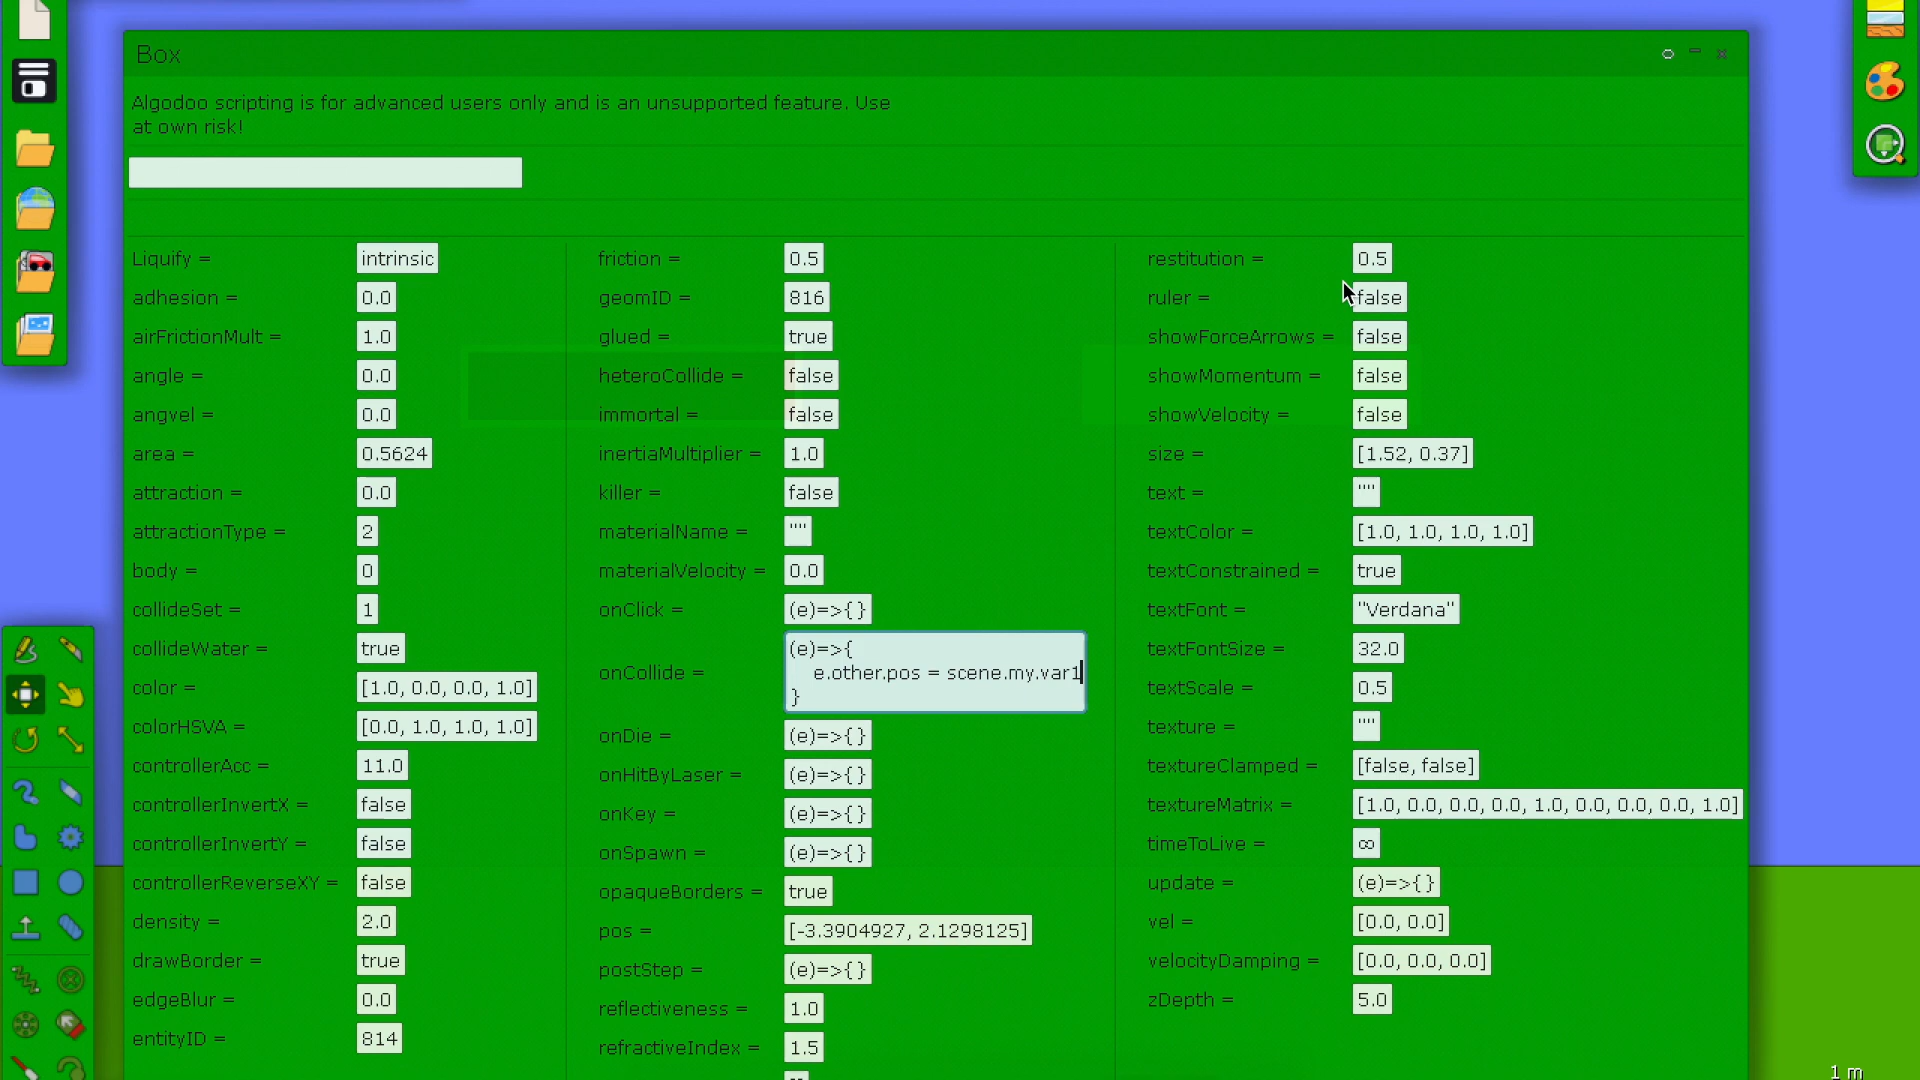 Box
Algodoo scripting is for advanced users only and is an unsupported feature. Use
at own risk!
Liquify = intrinsic
adhesion = 0.0
airFrictionMult = 1.0
angle = 0.0
angvel = 0.0
area = 0.5624
attraction = 0.0
attractionType = 2
body = 0
collideSet = 1
collideWater = true
color = [1.0, 0.0, 0.0, 1.0]
colorHSVA = [0.0, 1.0, 1.0, 1.0]
controllerAcc = 11.0
controllerInvertX = false
controllerInvertY = false
controllerReverseXY = false
density = 2.0
drawBorder = true
edgeBlur = 0.0
entityID = 814
friction = 0.5
geomID = 816
glued = true
heteroCollide = false
immortal = false
inertiaMultiplier = 1.0
killer = false
materialName = ""
materialVelocity = 0.0
onClick = (e)=>{}
onCollide = (e)=>{
e.other.pos = scene.my.var1
}
onDie = (e)=>{}
onHitByLaser = (e)=>{}
onKey = (e)=>{}
onSpawn = (e)=>{}
opaqueBorders = true
pos = [-3.3904927, 2.1298125]
postStep = (e)=>{}
reflectiveness = 1.0
refractiveIndex = 1.5
restitution = 0.5
ruler = false
showForceArrows = false
showMomentum = false
showVelocity = false
size = [1.52, 0.37]
text = ""
textColor = [1.0, 1.0, 1.0, 1.0]
textConstrained = true
textFont = "Verdana"
textFontSize = 32.0
textScale = 0.5
texture = ""
textureClamped = [false, false]
textureMatrix = [1.0, 0.0, 0.0, 0.0, 1.0, 0.0, 0.0, 0.0, 1.0]
timeToLive = ∞
update = (e)=>{}
vel = [0.0, 0.0]
velocityDamping = [0.0, 0.0, 0.0]
zDepth = 5.0
1 m